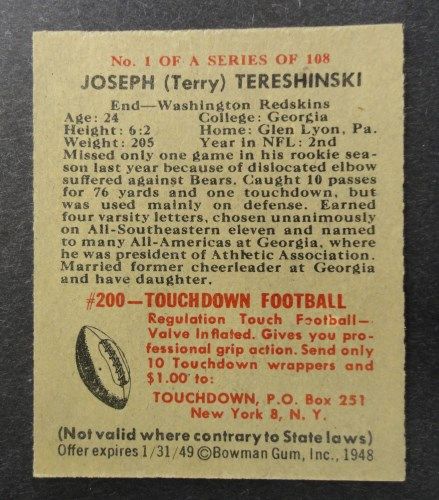 No. 1 OF A SERIES OF 108
JOSEPH (Terry) TERESHINSKI
End—Washington Redskins
Age: 24 College: Georgia
Height: 6:2 Home: Glen Lyon, Pa.
Weight: 205 Year in NFL: 2nd
Missed only one game in his rookie sea-
son last year because of dislocated elbow
suffered against Bears. Caught 10 passes
for 76 yards and one touchdown, but
was used mainly on defense. Earned
four varsity letters, chosen unanimously
on All-Southeastern eleven and named
to many All-Americas at Georgia, where
he was president of Athletic Association.
Married former cheerleader at Georgia
and have daughter.
#200—TOUCHDOWN FOOTBALL
Regulation Touch Football—
Valve Inflated. Gives you pro-
fessional grip action. Send only
10 Touchdown wrappers and
$1.00 to:
TOUCHDOWN, P.O. Box 251
New York 8, N. Y.
(Not valid where contrary to State laws)
Offer expires 1/31/49 ©Bowman Gum, Inc., 1948